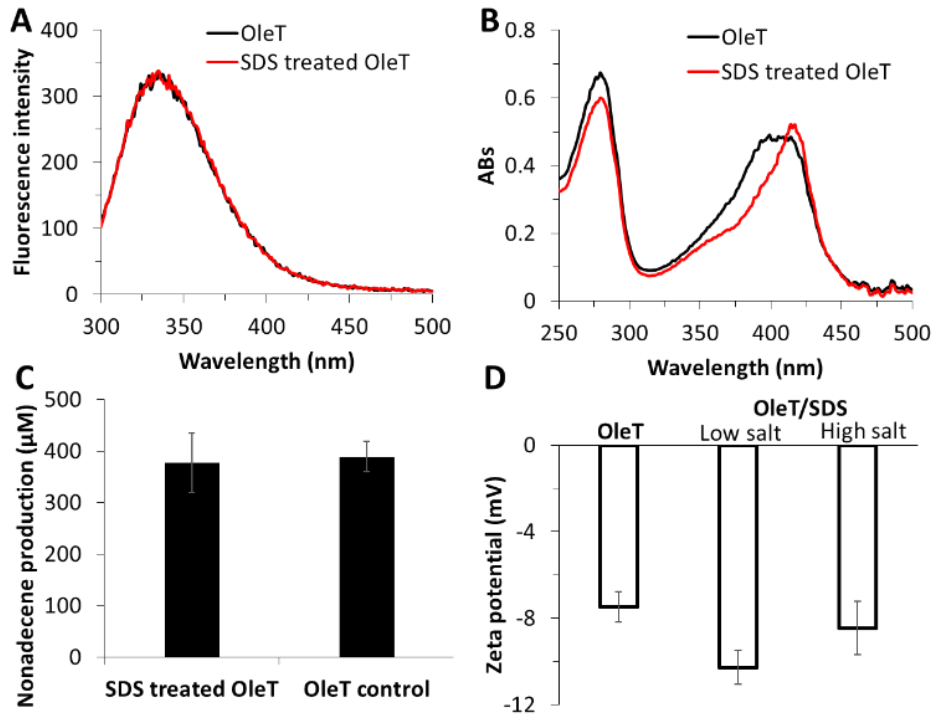 A
OleT
SDS treated OleT
400
300
200
100
0
Fluorescence intensity
300
350
400
450
500
Wavelength (nm)
B
OleT
SDS treated OleT
0.8
0.6
0.4
0.2
0
ABs
250
300
350
400
450
500
Wavelength (nm)
C
500
400
300
200
100
0
Nonadecene production (µM)
SDS treated OleT
OleT control
D
OleT/SDS
OleT
Low salt
High salt
0
-4
-8
-12
Zeta potential (mV)